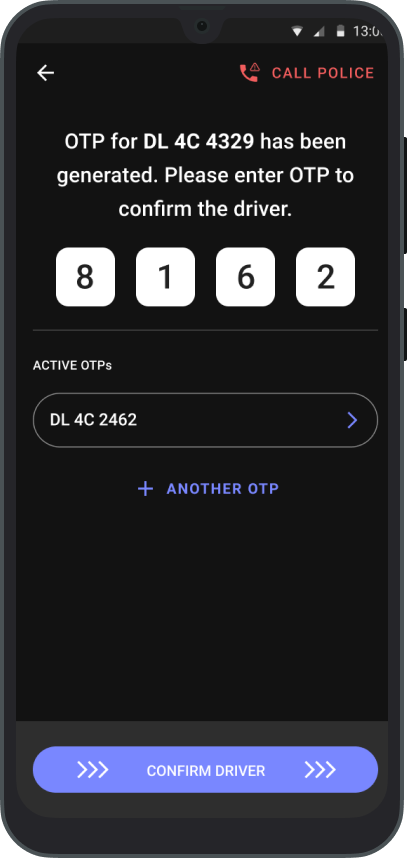 13:0
CALL POLICE
OTP for DL 4C 4329 has been
generated. Please enter OTP to
confirm the driver.
8 1 6 2
ACTIVE OTPs
DL 4C 2462
ANOTHER OTP
CONFIRM DRIVER